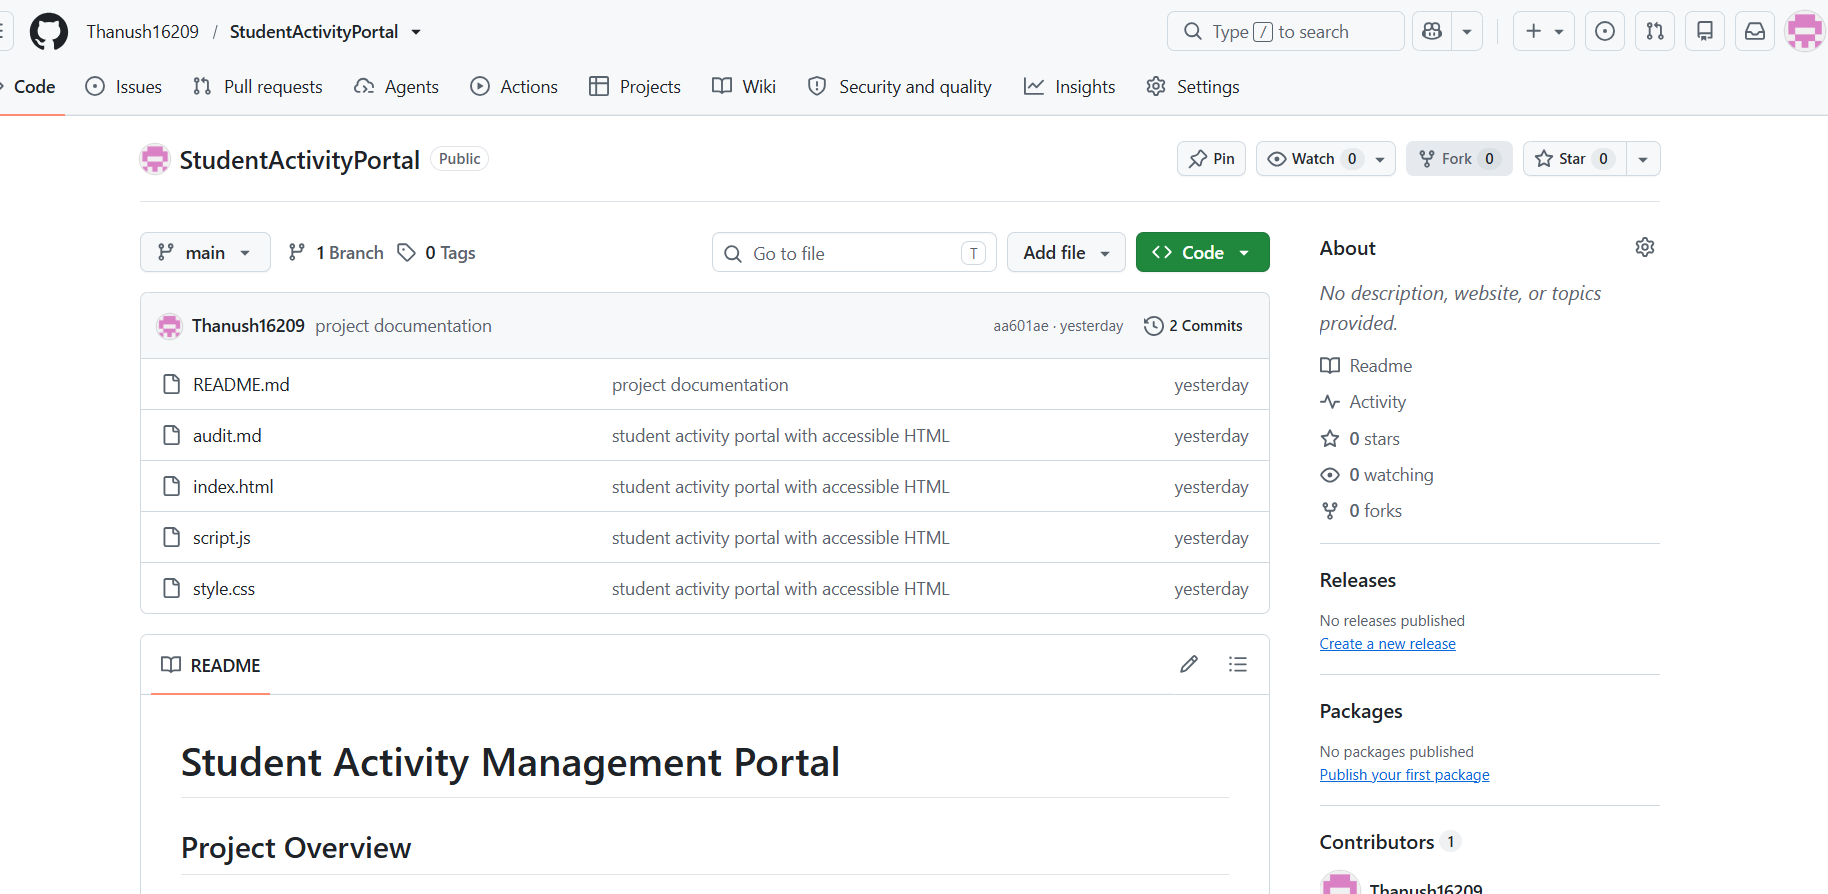 Thanush16209 / StudentActivityPortal
Type / to search
Code Issues Pull requests Agents Actions Projects Wiki Security and quality Insights Settings
StudentActivityPortal Public
Pin Watch 0 Fork 0 Star 0
main 1 Branch 0 Tags Go to file T Add file Code
Thanush16209 project documentation aa601ae · yesterday 2 Commits
README.md project documentation yesterday
audit.md student activity portal with accessible HTML yesterday
index.html student activity portal with accessible HTML yesterday
script.js student activity portal with accessible HTML yesterday
style.css student activity portal with accessible HTML yesterday
README
Student Activity Management Portal
Project Overview
About
No description, website, or topics
provided.
Readme
Activity
0 stars
0 watching
0 forks
Releases
No releases published
Create a new release
Packages
No packages published
Publish your first package
Contributors 1
Thanush16209